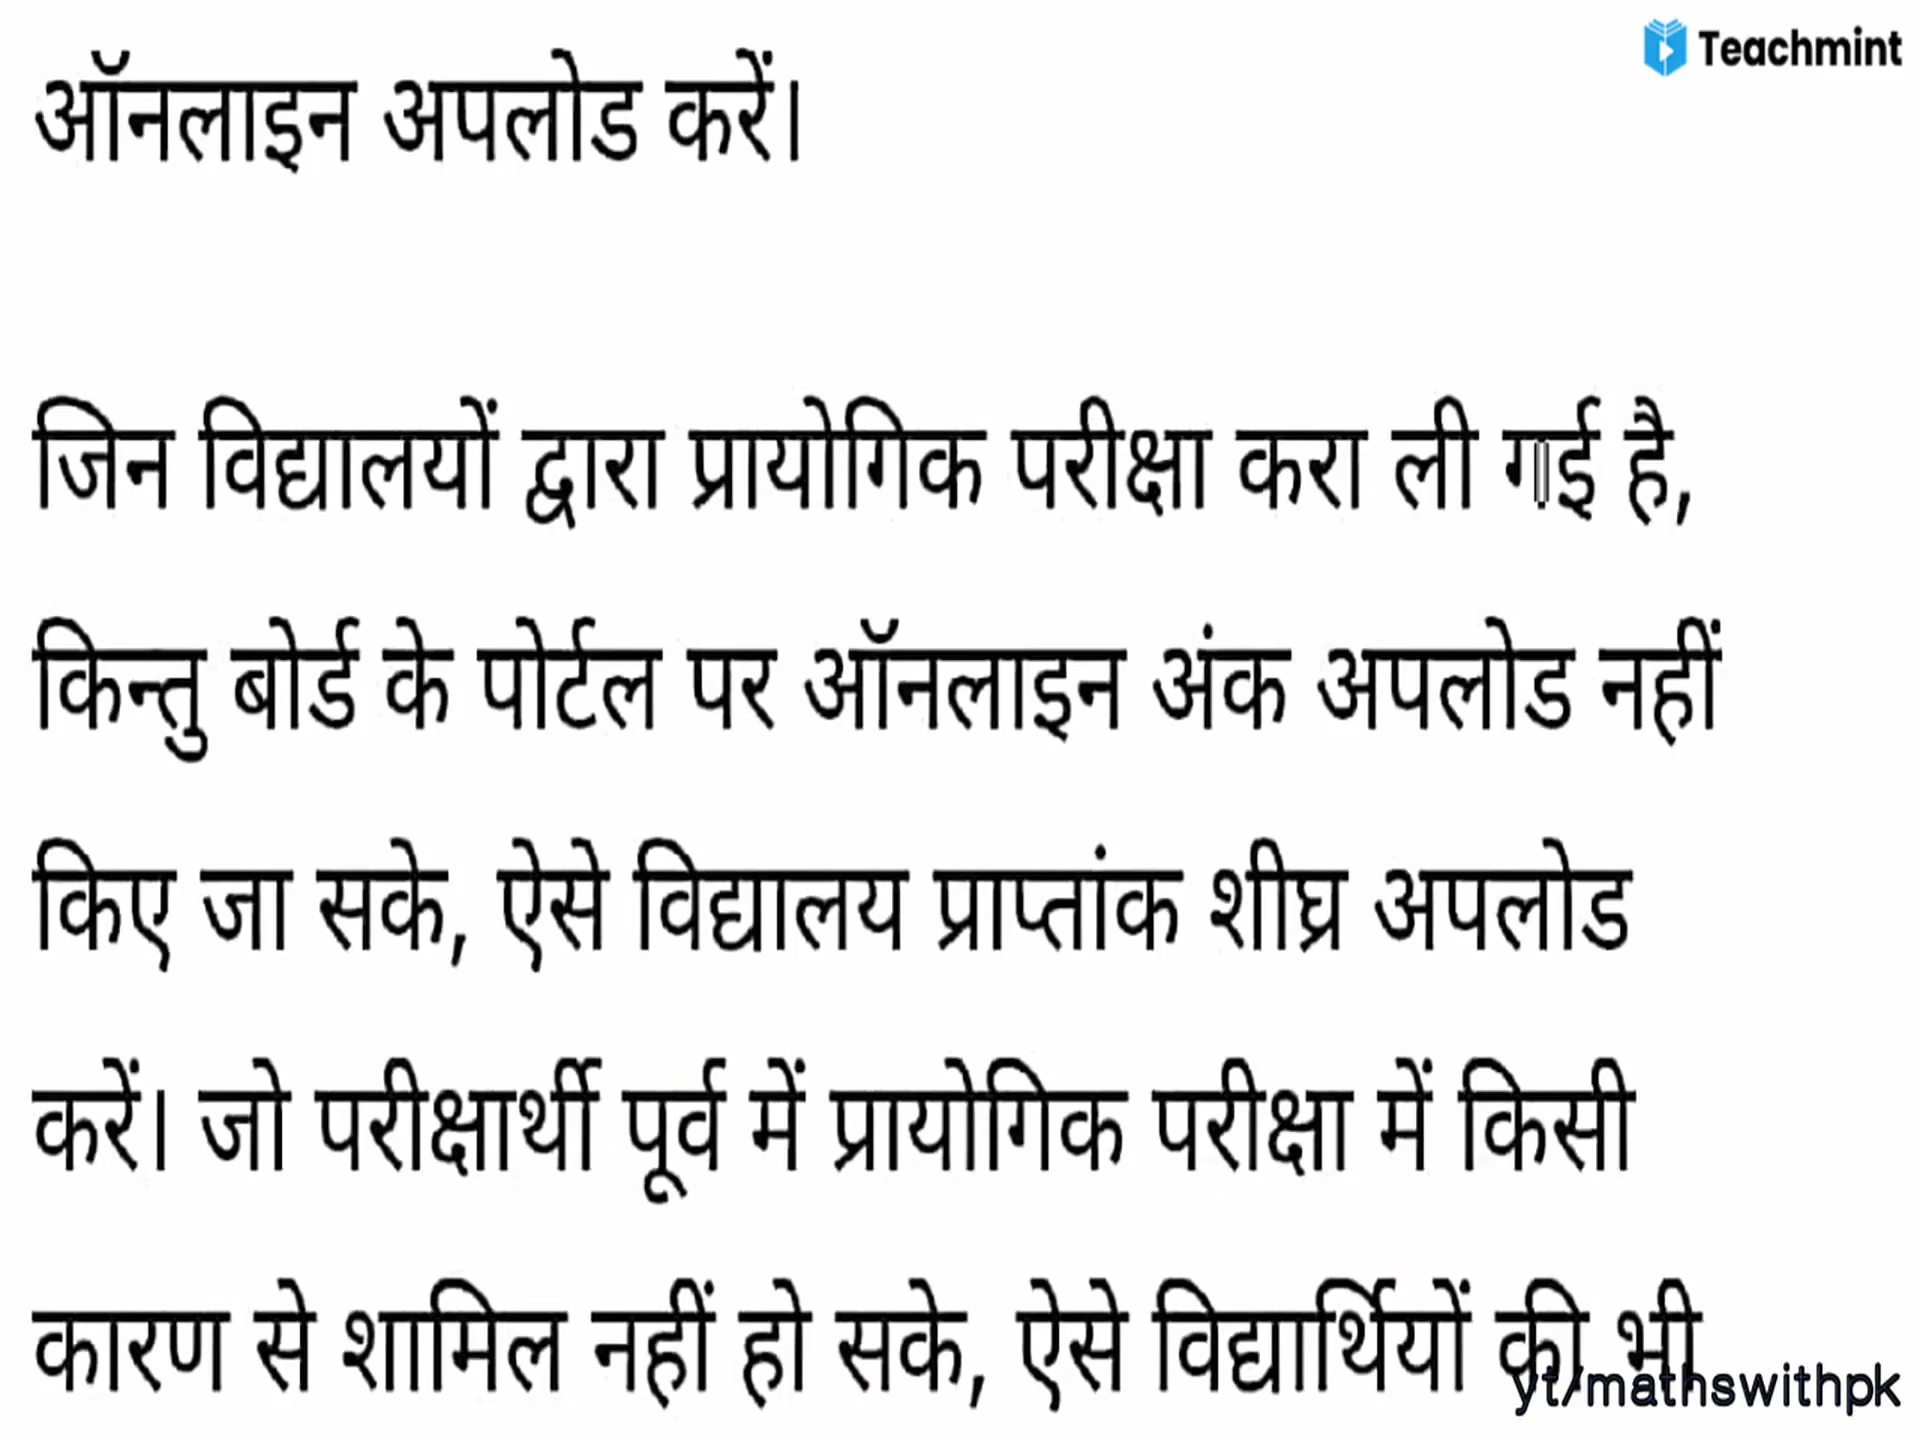 Teachmint
ऑनलाइन अपलोड करें।
जिन विद्यालयों द्वारा प्रायोगिक परीक्षा करा ली गई है,
किन्तु बोर्ड के पोर्टल पर ऑनलाइन अंक अपलोड नहीं
किए जा सके, ऐसे विद्यालय प्राप्तांक शीघ्र अपलोड
करें। जो परीक्षार्थी पूर्व में प्रायोगिक परीक्षा में किसी
कारण से शामिल नहीं हो सके, ऐसे विद्यार्थियों की भी
yt/mathswithpk